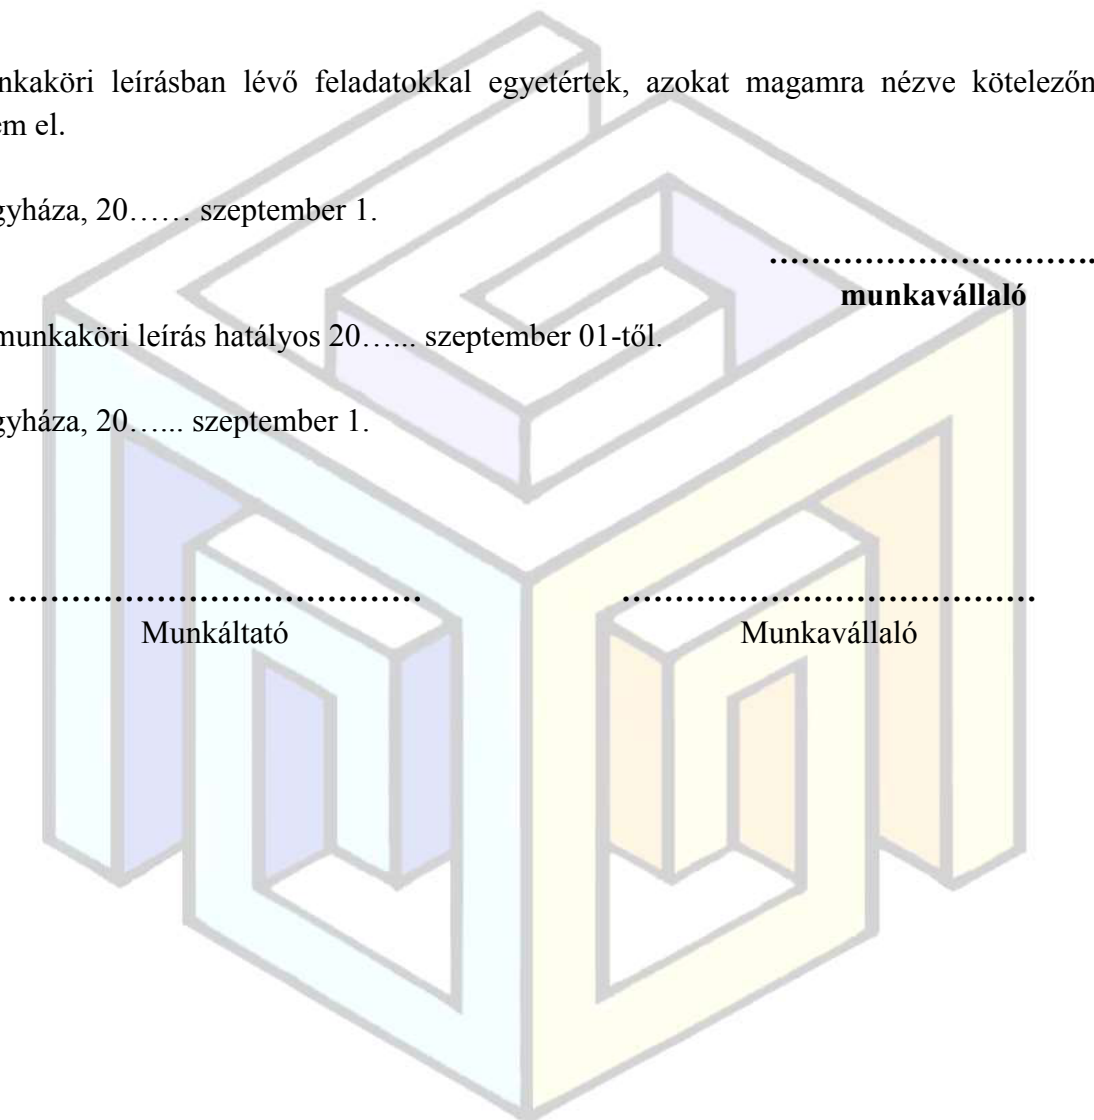 nkaköri leírásban lévő feladatokkal egyetértek, azokat magamra nézve kötelezőn
em el.
gyháza, 20…… szeptember 1.
…………………………..
munkavállaló
munkaköri leírás hatályos 20…... szeptember 01-től.
gyháza, 20…... szeptember 1.
………………………………… …………………………………
Munkáltató Munkavállaló